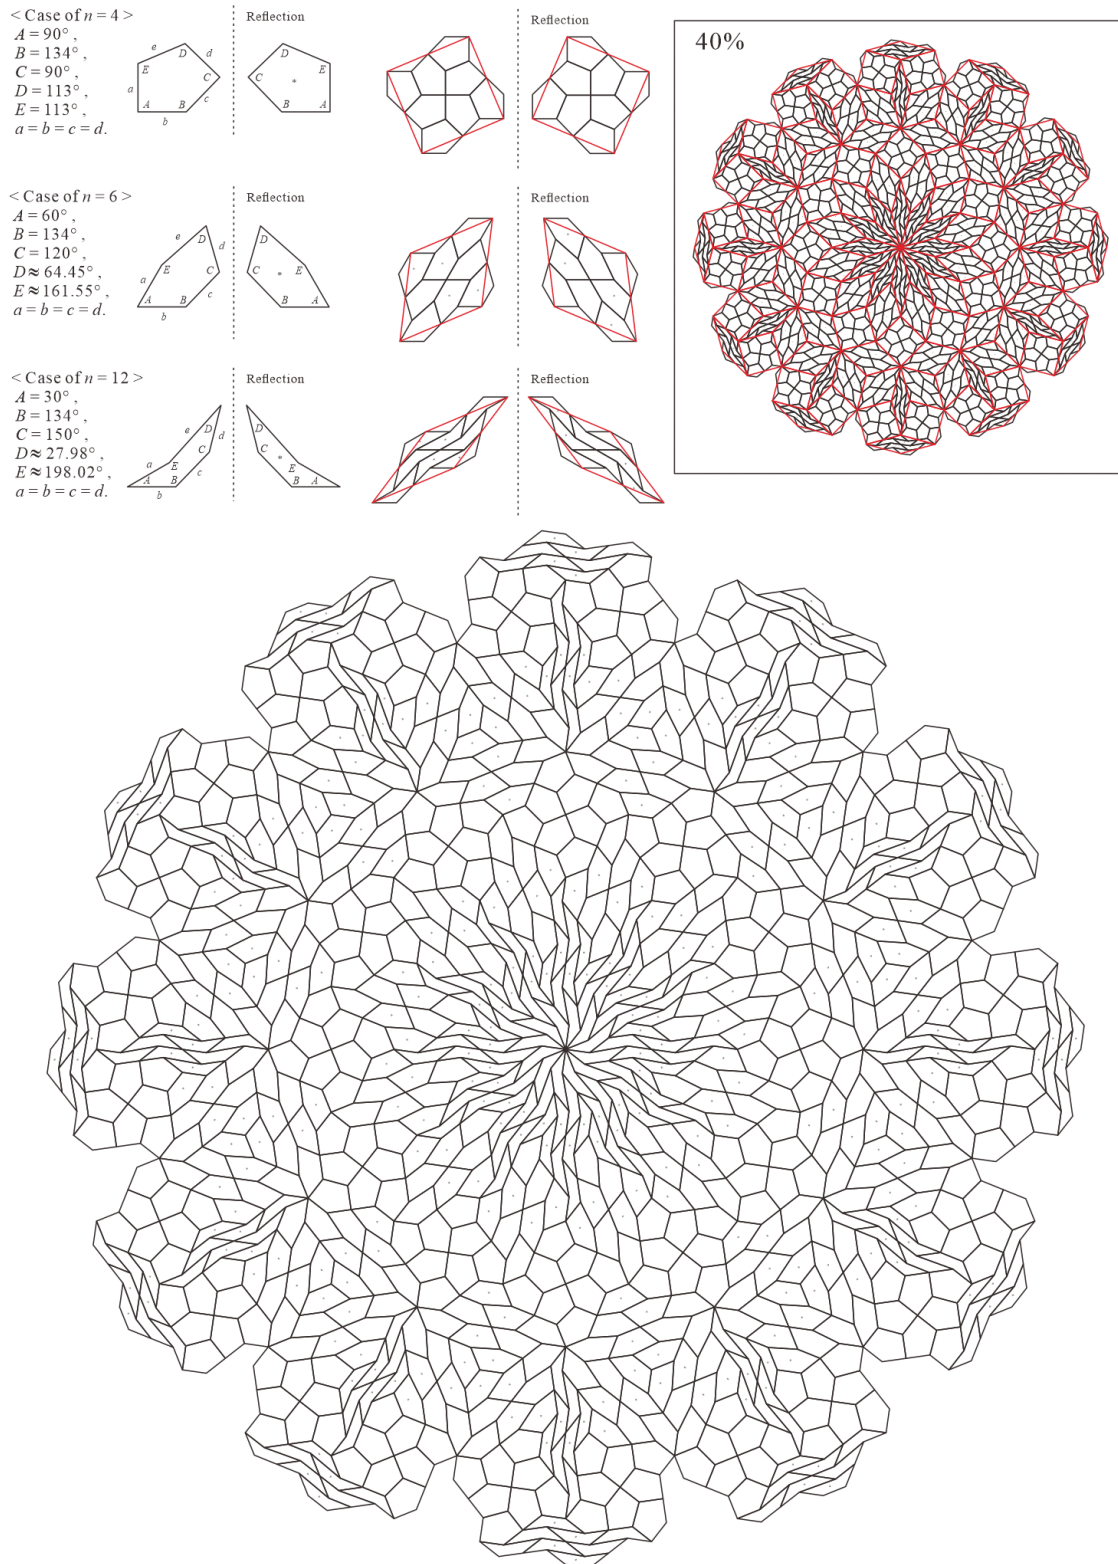 < Case of n = 4 >
A = 90° ,
B = 134° ,
C = 90° ,
D = 113° ,
E = 113° ,
a = b = c = d.
e
D
d
E
C
a
A
B
c
b
Reflection
D
E
C
B
A
Reflection
40%
< Case of n = 6 >
A = 60° ,
B = 134° ,
C = 120° ,
D ≈ 64.45° ,
E ≈ 161.55° ,
a = b = c = d.
e
D
d
a
E
C
A
B
c
b
Reflection
D
C
E
B
A
Reflection
< Case of n = 12 >
A = 30° ,
B = 134° ,
C = 150° ,
D ≈ 27.98° ,
E ≈ 198.02° ,
a = b = c = d.
e
D
d
C
a
E
c
A
B
b
Reflection
D
C
E
B
A
Reflection